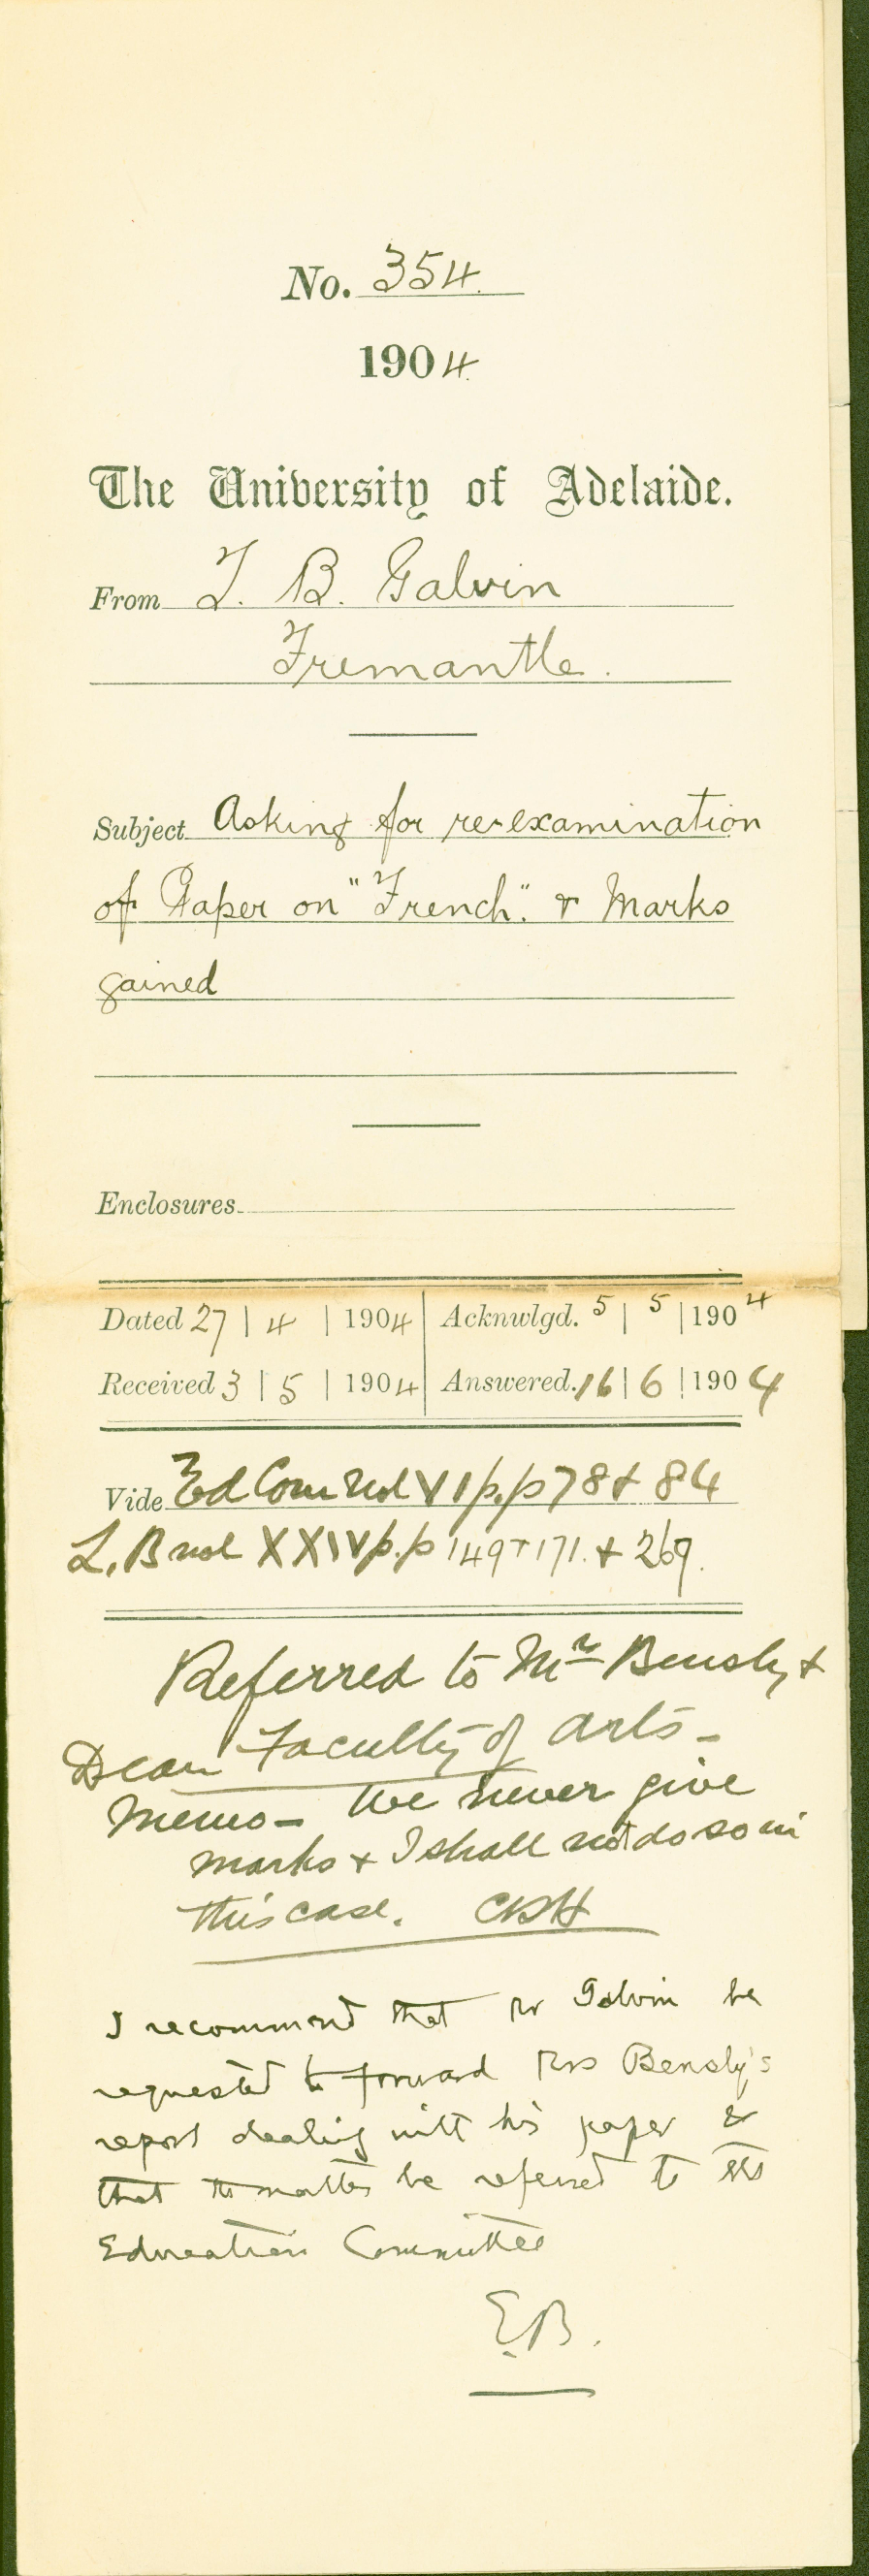 No. 354.
1904.
The University of Adelaide.
From T. B. Galvin
Fremantle.
Subject Asking for re-examination
of Paper on "French". & Marks
gained
Enclosures
Dated 27 | 4 | 1904 Acknwlgd. 5 | 5 | 1904
Received 3 | 5 | 1904 Answered. 16 | 6 | 1904
Vide Ed Com vol VI p.p 78 & 84
L. B vol XXIV p.p 149 + 171. & 269.
Referred to Mr Bensly &
Dean Faculty of Arts -
Memo - We never give
marks & I shall not do so in
this case. CRH
I recommend that Mr Galvin be
requested to forward Mrs Bensly's
report dealing with his paper &
that the matter be referred to the
Education Committee
E.B.